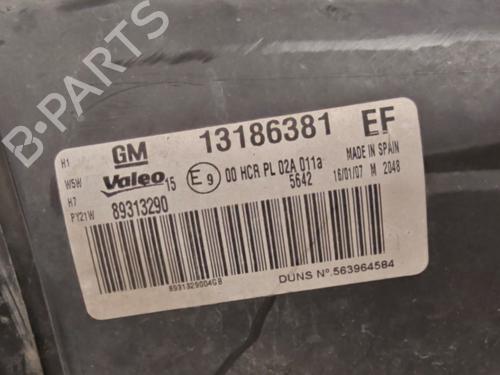 B-PARTS
GM 13186381 EF
H1
W5W Valeo 15 E9 00 HCR PL 02A 011a MADE IN SPAIN
H7 5642 16/01/07 M 2048
PY21W 89313290
8931329004GB
DUNS Nº.563964584